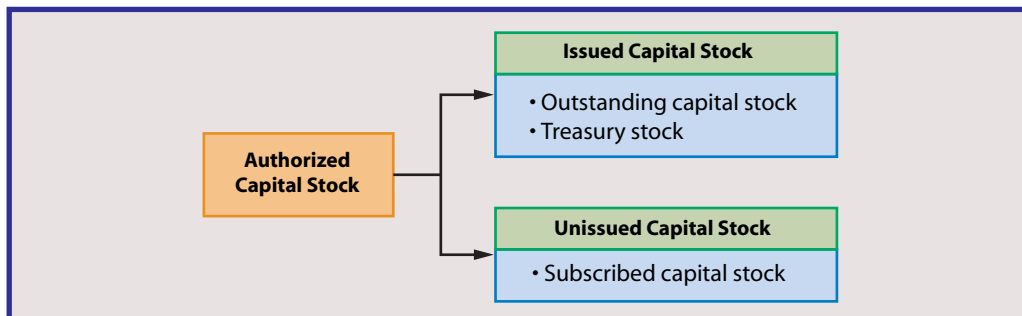 Authorized
Capital Stock
Issued Capital Stock
• Outstanding capital stock
• Treasury stock
Unissued Capital Stock
• Subscribed capital stock